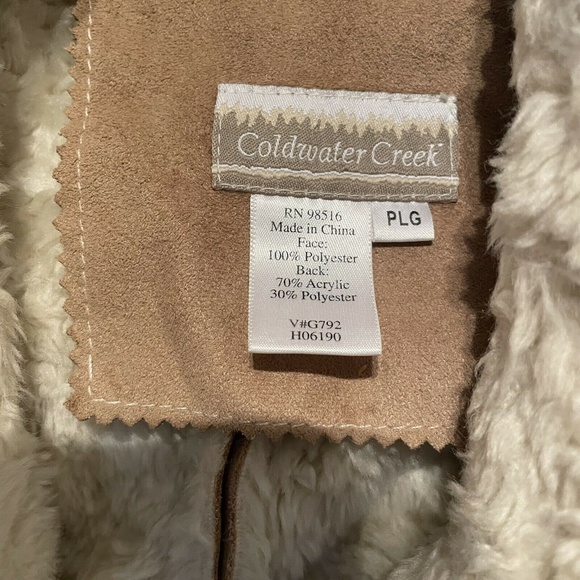 Coldwater Creek
PLG
RN 98516
Made in China
Face:
100% Polyester
Back:
70% Acrylic
30% Polyester
V#G792
H06190